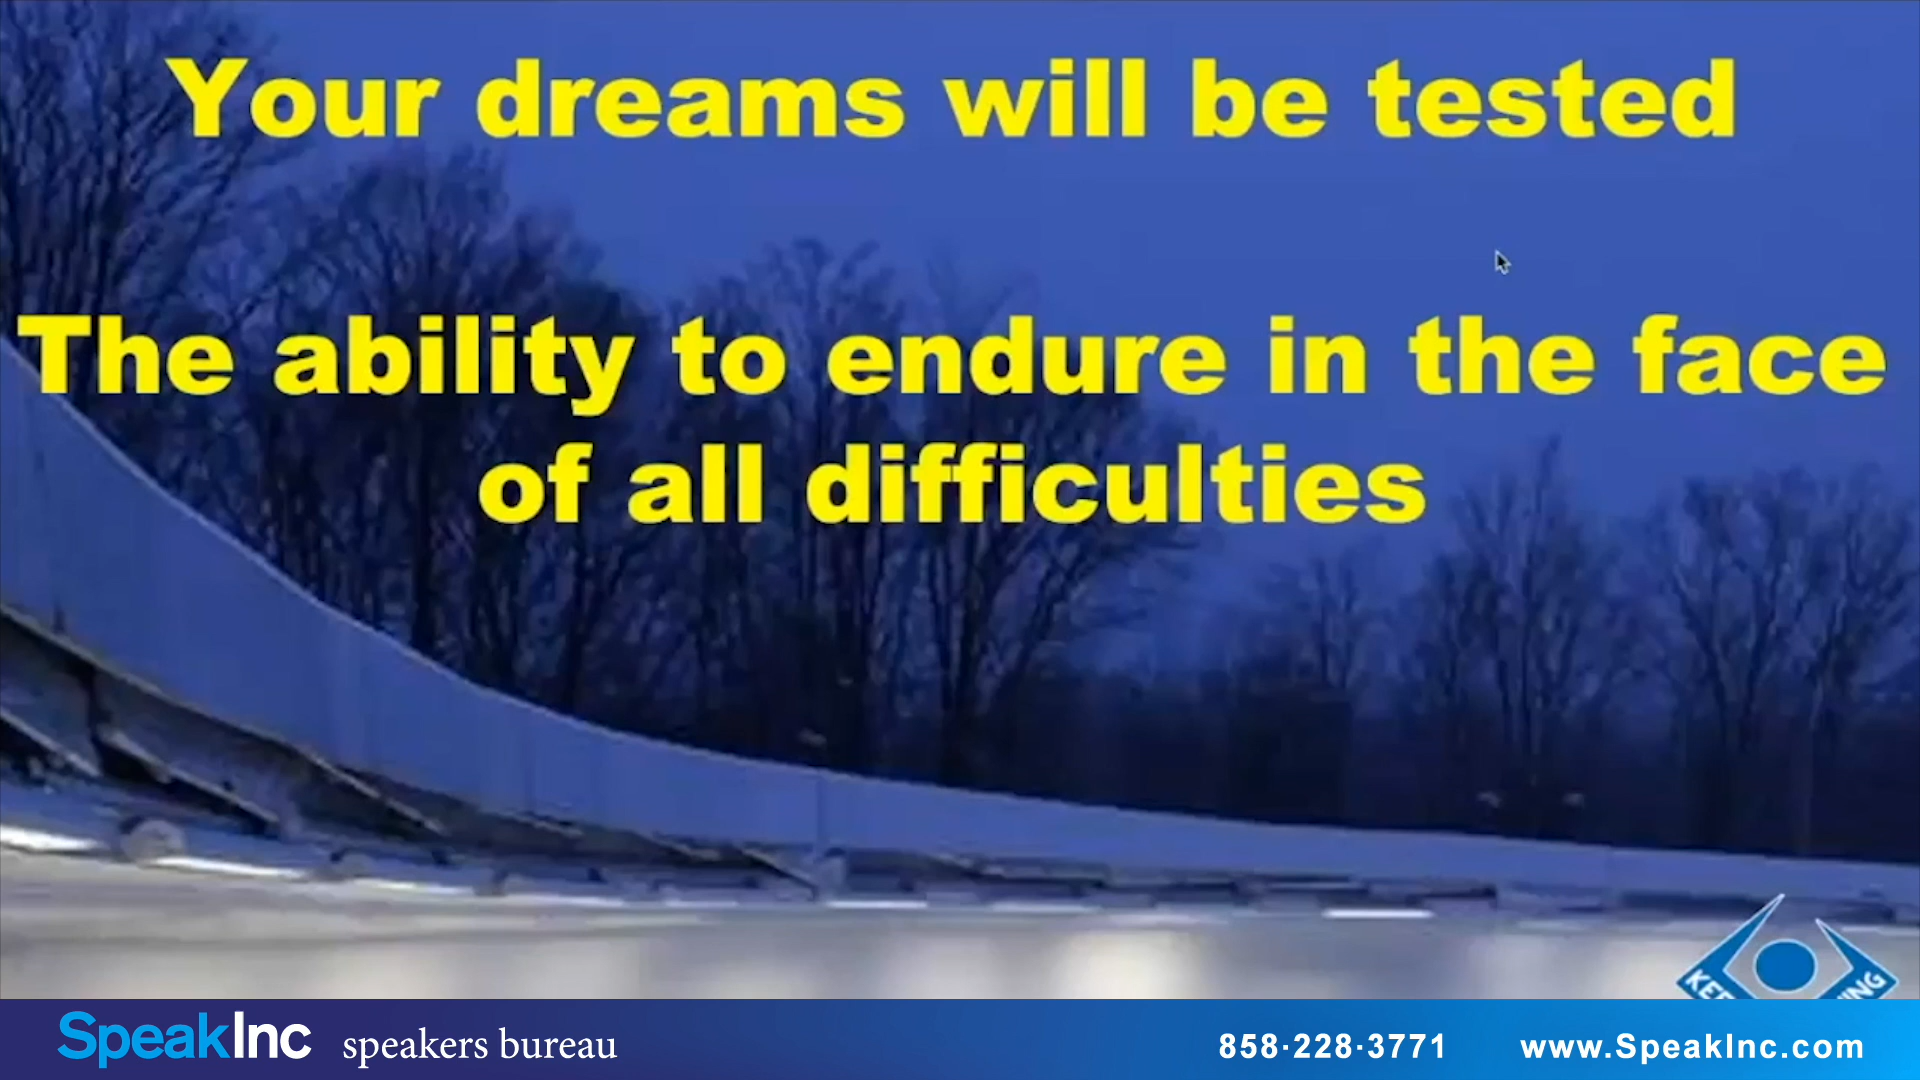 Your dreams will be tested
The ability to endure in the face
of all difficulties
SpeakInc speakers bureau
858·228·3771
www.SpeakInc.com